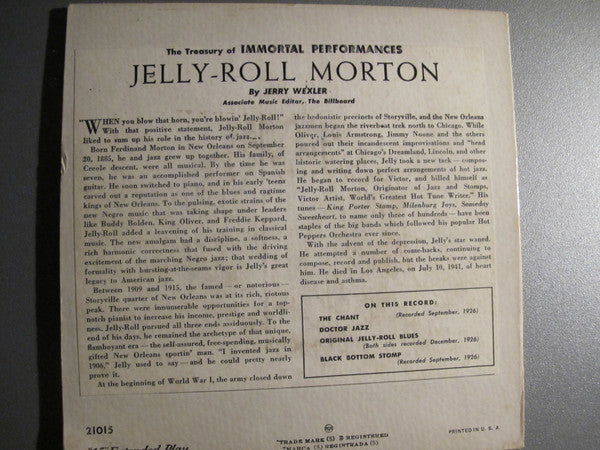 The Treasury of IMMORTAL PERFORMANCES
JELLY-ROLL MORTON
By JERRY WEXLER
Associate Music Editor, The Billboard
"WHEN you blow that horn, you're blowin' Jelly-Roll!"
With that positive statement, Jelly-Roll Morton
liked to sum up his role in the history of jazz.
Born Ferdinand Morton in New Orleans on September
20, 1885, he and jazz grew up together. His family, of
Creole descent, were all musical. By the time he was
seven, he was an accomplished performer on Spanish
guitar. He soon switched to piano, and in his early 'teens
carved out a reputation as one of the blues and ragtime
kings of New Orleans. To the pulsing, exotic strains of the
new Negro music that was taking shape under leaders
like Buddy Bolden, King Oliver, and Freddie Keppard,
Jelly-Roll added a leavening of his training in classical
music. The new amalgam had a discipline, a softness, a
rich harmonic correctness that fused with the driving
excitement of the marching Negro jazz; that wedding of
formality with bursting-at-the-seams vigor is Jelly's great
legacy to American jazz.
Between 1909 and 1915, the famed — or notorious —
Storyville quarter of New Orleans was at its rich, riotous
peak. There were innumerable opportunities for a top-
notch pianist to increase his income, prestige and worldli-
ness. Jelly-Roll pursued all three ends assiduously. To the
end of his days, he remained the archetype of that unique,
flamboyant era — the self-assured, free-spending, musically
gifted New Orleans sportin' man. "I invented jazz in
1906," Jelly used to say — and he could pretty nearly
prove it.
At the beginning of World War I, the army closed down
the hedonistic precincts of Storyville, and the New Orleans
jazzmen began the riverboat trek north to Chicago. While
Oliver, Louis Armstrong, Jimmy Noone and the others
poured out their incandescent improvisations and "head
arrangements" at Chicago's Dreamland, Lincoln, and other
historic watering places, Jelly took a new tack — compos-
ing and writing down perfect arrangements of hot jazz.
He began to record for Victor, and billed himself as
"Jelly-Roll Morton, Originator of Jazz and Stomps,
Victor Artist, World's Greatest Hot Tune Writer." His
tunes — King Porter Stomp, Milenburg Joys, Someday
Sweetheart, to name only three of hundreds — have been
staples of the big bands which followed his popular Hot
Peppers Orchestra ever since.
With the advent of the depression, Jelly's star waned.
He attempted a number of comebacks, continuing to
compose, record and publish, but the breaks were against
him. He died in Los Angeles, on July 10, 1941, of heart
disease and asthma.
ON THIS RECORD:
THE CHANT
(Recorded September, 1926)
DOCTOR JAZZ
ORIGINAL JELLY-ROLL BLUES
(Both sides recorded December, 1926)
BLACK BOTTOM STOMP
(Recorded September, 1926)
21015
RCA
"TRADE MARK (S) ® REGISTERED
PRINTED IN U. S. A.
"MARCA (S) REGISTRADA (S)
Extended Play